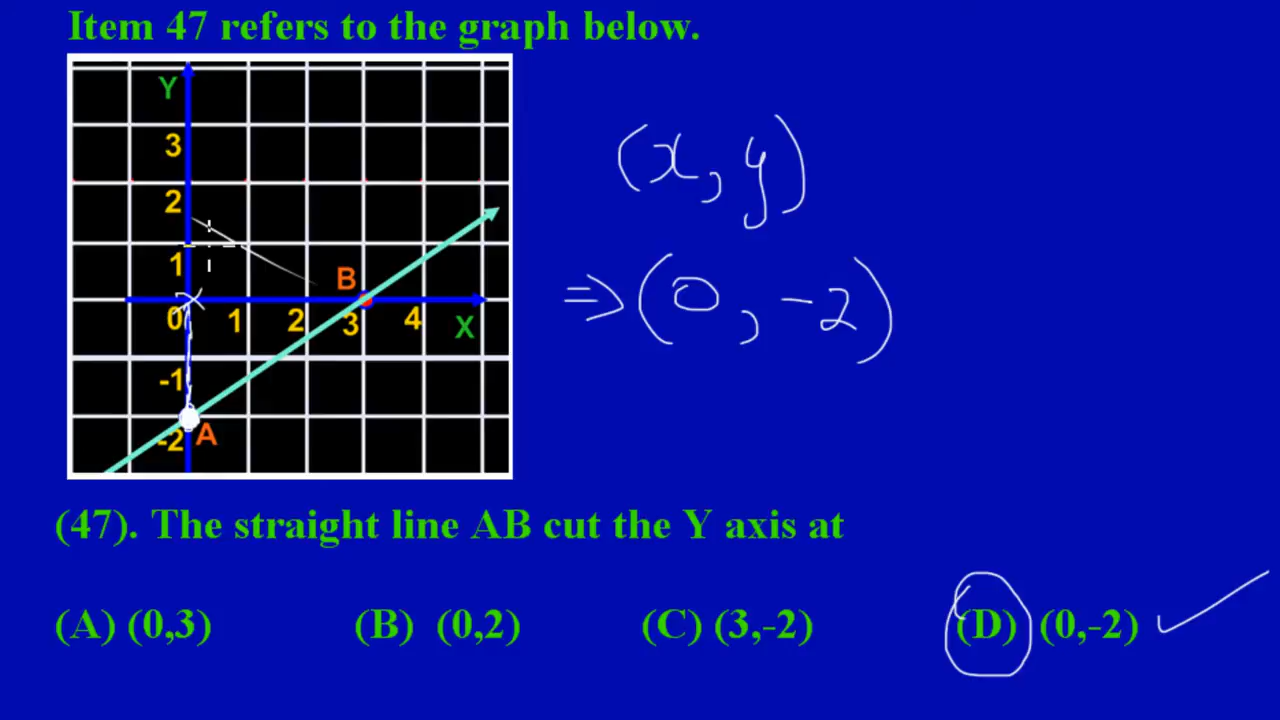 Item 47 refers to the graph below.
Y
3
2
1
B
0 1 2 3 4 X
-1
-2 A
(x,y)
⇒(0,-2)
(47). The straight line AB cut the Y axis at
(A) (0,3) (B) (0,2) (C) (3,-2) (D) (0,-2) ✓